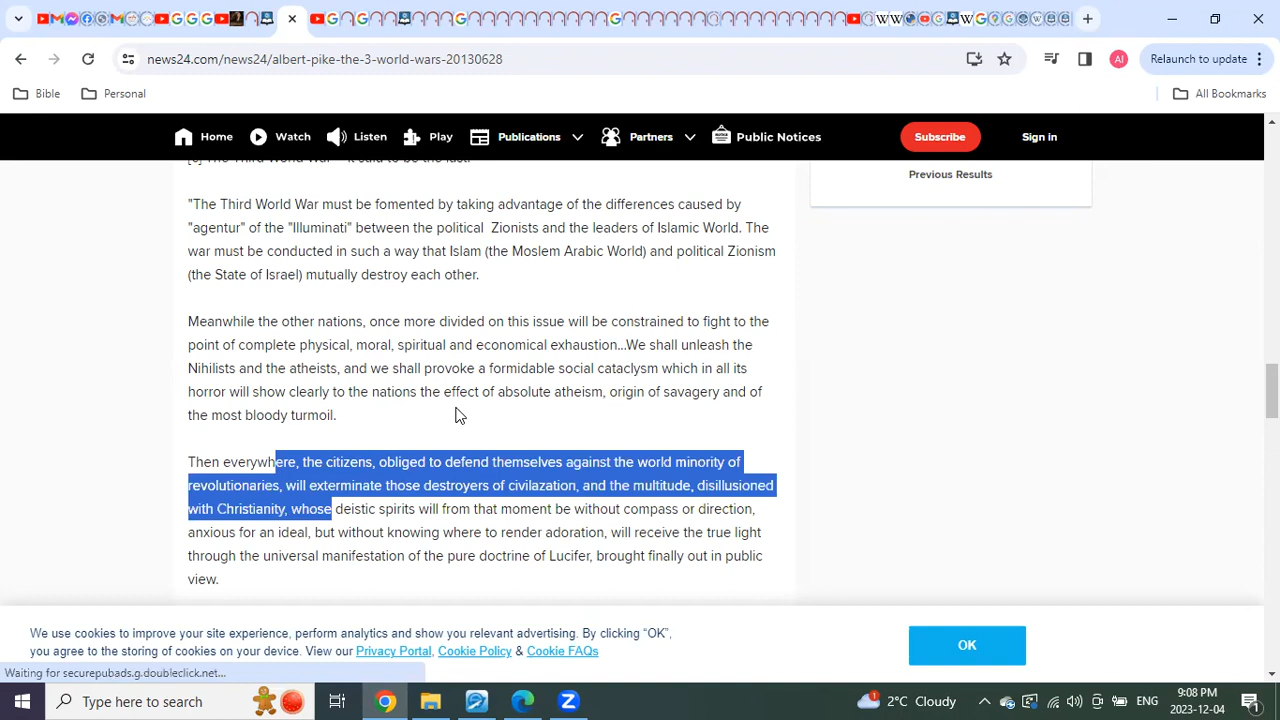 news24.com/news24/albert-pike-the-3-world-wars-20130628
AI
Relaunch to update
Bible
Personal
All Bookmarks
Home
Watch
Listen
Play
Publications
Partners
Public Notices
Subscribe
Sign in
Previous Results
"The Third World War must be fomented by taking advantage of the differences caused by
"agentur" of the "Illuminati" between the political Zionists and the leaders of Islamic World. The
war must be conducted in such a way that Islam (the Moslem Arabic World) and political Zionism
(the State of Israel) mutually destroy each other.
Meanwhile the other nations, once more divided on this issue will be constrained to fight to the
point of complete physical, moral, spiritual and economical exhaustion...We shall unleash the
Nihilists and the atheists, and we shall provoke a formidable social cataclysm which in all its
horror will show clearly to the nations the effect of absolute atheism, origin of savagery and of
the most bloody turmoil.
Then everywhere, the citizens, obliged to defend themselves against the world minority of
revolutionaries, will exterminate those destroyers of civilazation, and the multitude, disillusioned
with Christianity, whose deistic spirits will from that moment be without compass or direction,
anxious for an ideal, but without knowing where to render adoration, will receive the true light
through the universal manifestation of the pure doctrine of Lucifer, brought finally out in public
view.
We use cookies to improve your site experience, perform analytics and show you relevant advertising. By clicking “OK”,
you agree to the storing of cookies on your device. View our Privacy Portal, Cookie Policy & Cookie FAQs
OK
Waiting for securepubads.g.doubleclick.net...
Type here to search
1
2°C Cloudy
ENG
9:08 PM
2023-12-04
1